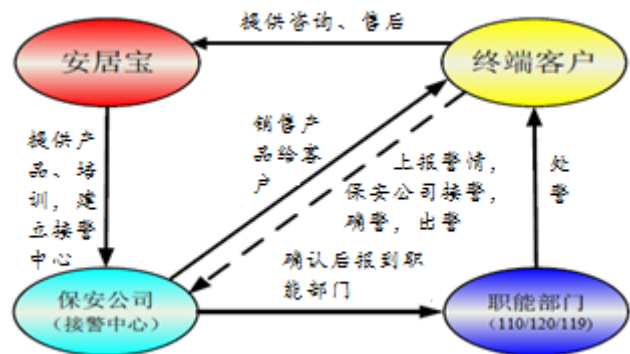 提供咨询、售后
安居宝
终端客户
提供产
品、培
训，建
立接警
中心
销售产
品给客
户
上报警情，
保安公司接警，
确警，出警
处
警
确认后报到职
能部门
保安公司
（接警中心）
职能部门
（110/120/119)